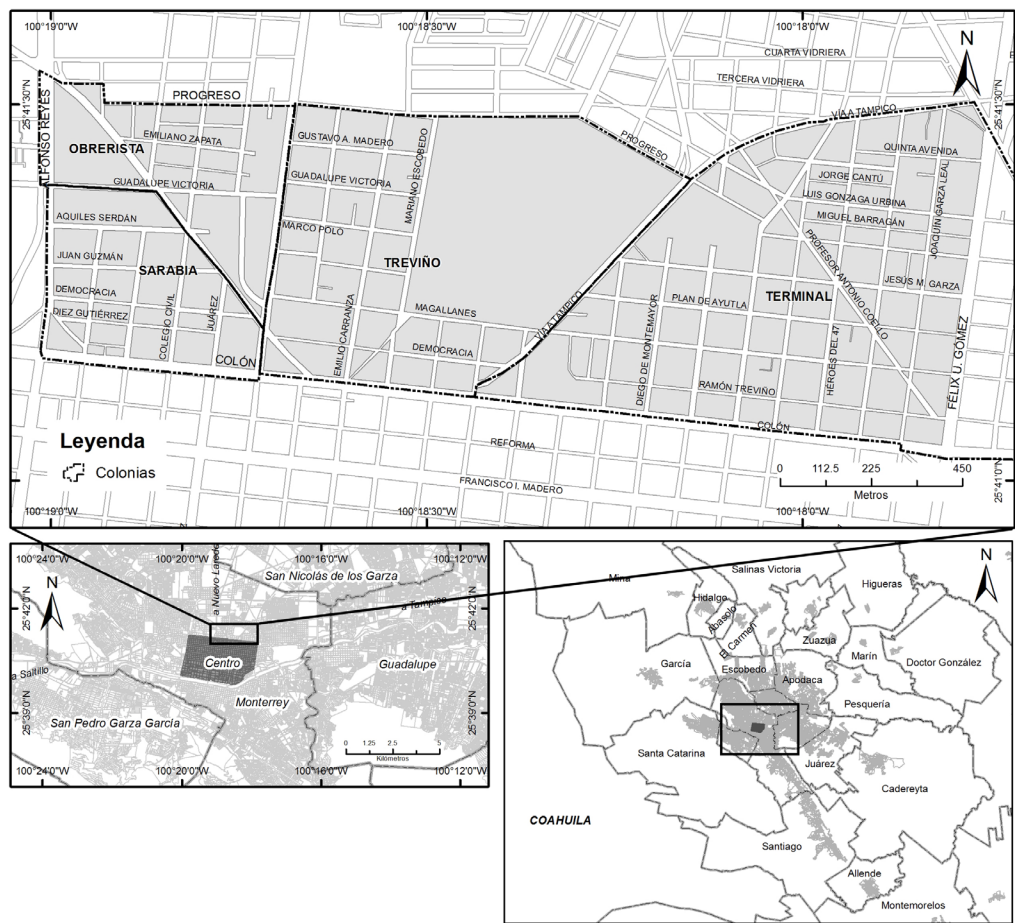 100°19'0"W
100°18'30"W
100°18'0"W
N
CUARTA VIDRIERA
TERCERA VIDRIERA
25°41'30"N
25°41'30"N
ALFONSO REYES
PROGRESO
VÍA A TAMPICO
PROGRESO
EMILIANO ZAPATA
GUSTAVO A. MADERO
MARIANO ESCOBEDO
QUINTA AVENIDA
OBRERISTA
JOAQUÍN GARZA LEAL
JORGE CANTÚ
GUADALUPE VICTORIA
GUADALUPE VICTORIA
LUIS GONZAGA URBINA
MIGUEL BARRAGÁN
AQUILES SERDÁN
MARCO POLO
PROFESOR ANTONIO COELLO
JUAN GUZMÁN
SARABIA
TREVIÑO
JESÚS M. GARZA
DEMOCRACIA
PLAN DE AYUTLA
TERMINAL
DIEZ GUTIÉRREZ
COLEGIO CIVIL
JUÁREZ
EMILIO CARRANZA
MAGALLANES
VÍA A TAMPICO
DIEGO DE MONTEMAYOR
HÉROES DEL 47
FÉLIX U. GÓMEZ
DEMOCRACIA
COLÓN
RAMÓN TREVIÑO
COLÓN
Leyenda
Colonias
REFORMA
FRANCISCO I. MADERO
0 112.5 225 450
Metros
25°41'0"N
25°41'0"N
100°19'0"W
100°18'30"W
100°18'0"W
100°24'0"W
100°20'0"W
100°16'0"W
100°12'0"W
N
a Nuevo Laredo
San Nicolás de los Garza
25°42'0"N
25°42'0"N
a Tampico
Centro
Guadalupe
a Saltillo
Monterrey
San Pedro Garza García
25°39'0"N
25°39'0"N
0 1.25 2.5 5
Kilómetros
100°24'0"W
100°20'0"W
100°16'0"W
100°12'0"W
N
Mina
Salinas Victoria
Higueras
Hidalgo
Abasolo
El Carmen
Zuazua
Marín
Doctor González
García
Escobedo
Apodaca
Pesquería
Santa Catarina
Juárez
Cadereyta
COAHUILA
Santiago
Allende
Montemorelos